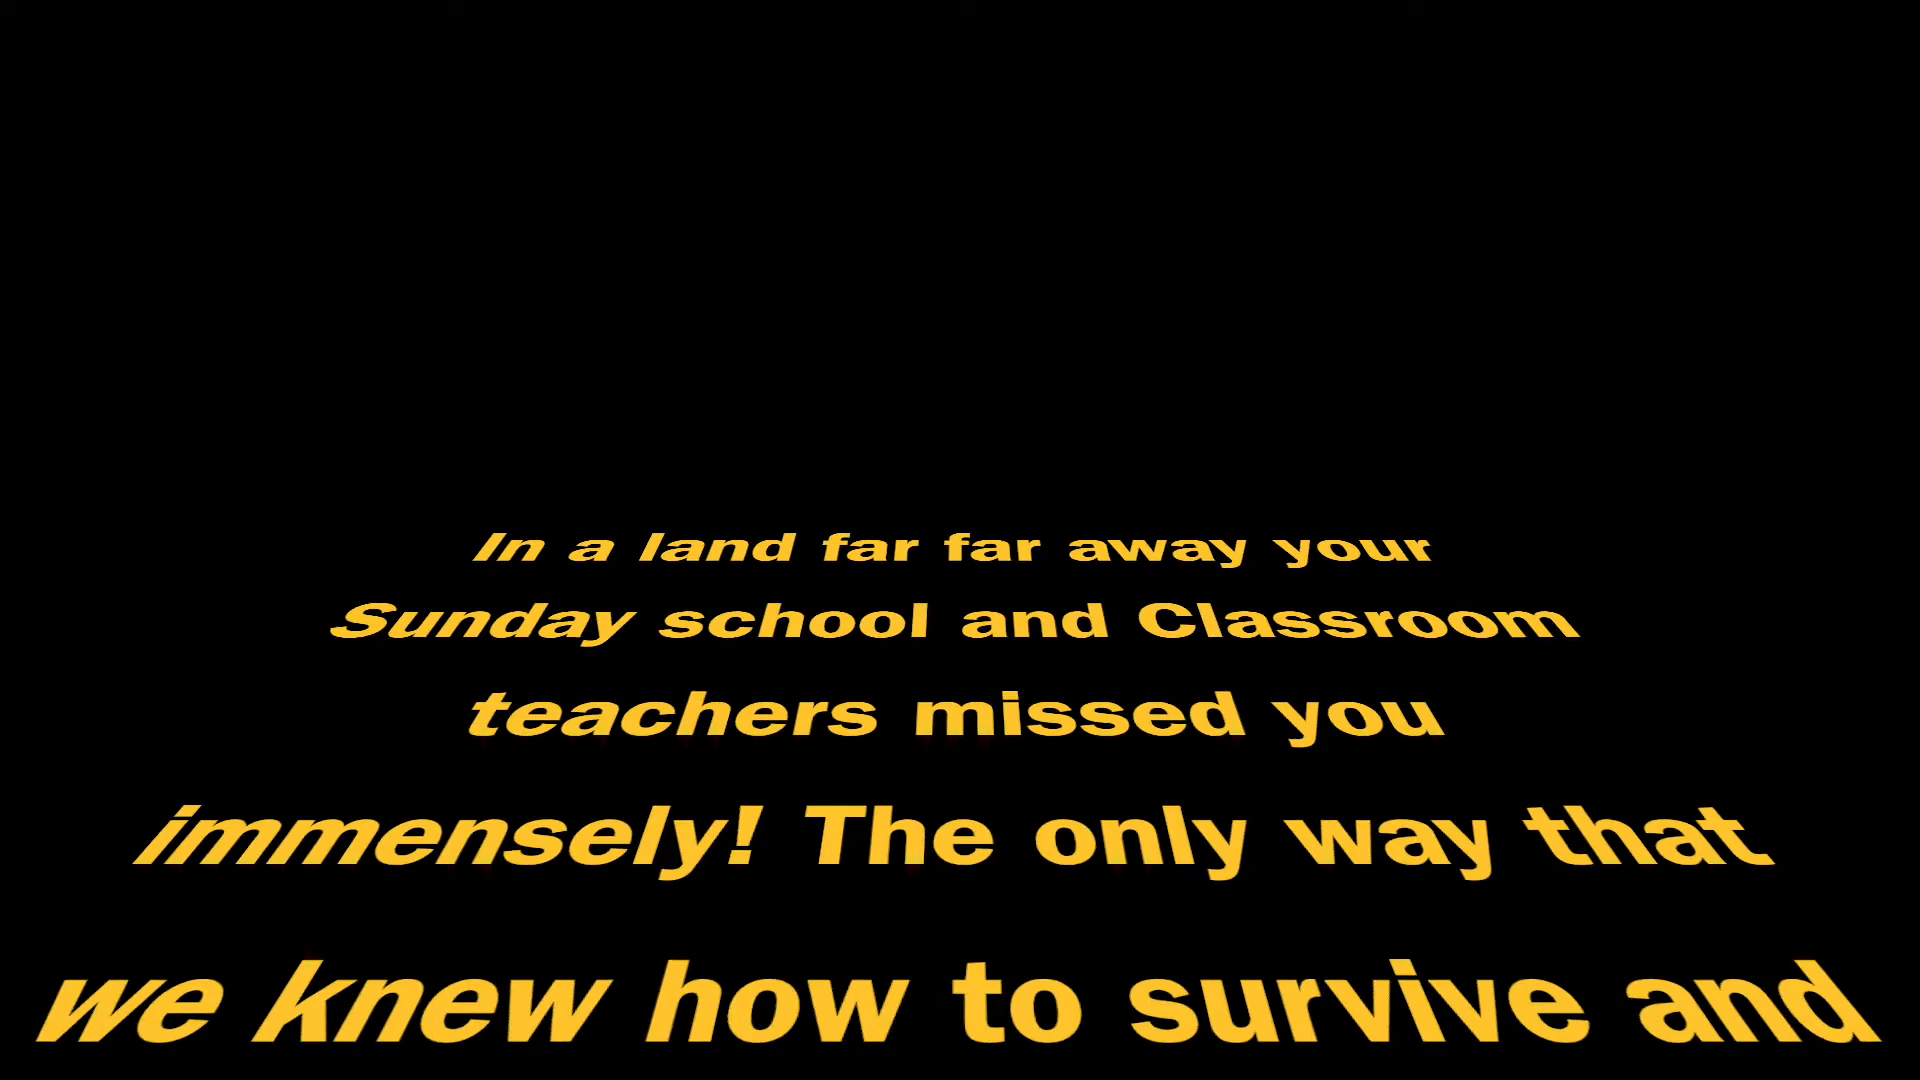 In a land far far away your
Sunday school and Classroom
teachers missed you
immensely! The only way that
we knew how to survive and